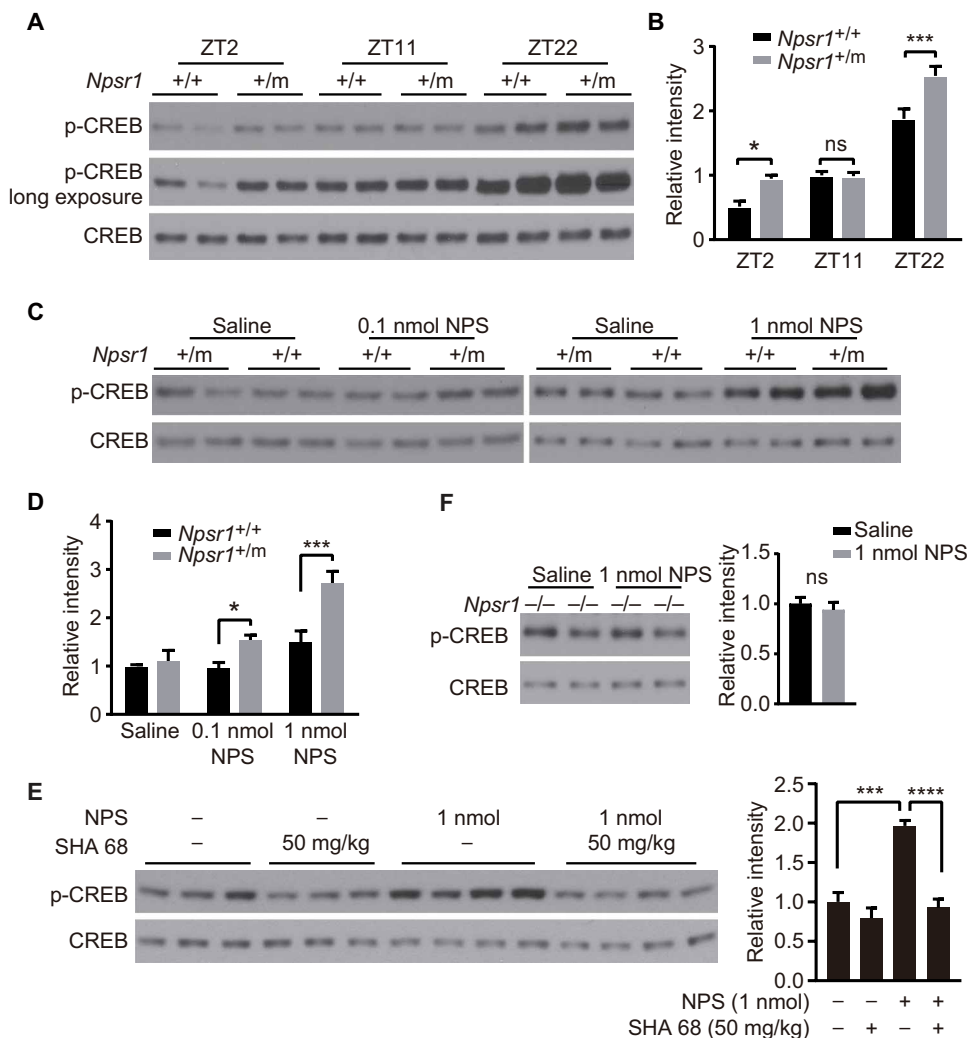 A
ZT2 ZT11 ZT22
Npsr1 +/+ +/m +/+ +/m +/+ +/m
p-CREB
p-CREB
long exposure
CREB
B
Npsr1+/+
Npsr1+/m
Relative intensity
3
2
1
0
* ns ***
ZT2 ZT11 ZT22
C
Saline 0.1 nmol NPS Saline 1 nmol NPS
Npsr1 +/m +/+ +/+ +/m +/m +/+ +/+ +/m
p-CREB
CREB
D
Npsr1+/+
Npsr1+/m
Relative intensity
4
3
2
1
0
* ***
Saline 0.1 nmol 1 nmol
NPS NPS
F
Saline 1 nmol NPS
Npsr1 –/– –/– –/– –/–
p-CREB
CREB
Saline
1 nmol NPS
Relative intensity
1.5
1.0
0.5
0.0
ns
E
NPS – – 1 nmol 1 nmol
SHA 68 – 50 mg/kg – 50 mg/kg
p-CREB
CREB
Relative intensity
2.5
2.0
1.5
1.0
0.5
0.0
*** ****
NPS (1 nmol) – – + +
SHA 68 (50 mg/kg) – + – +